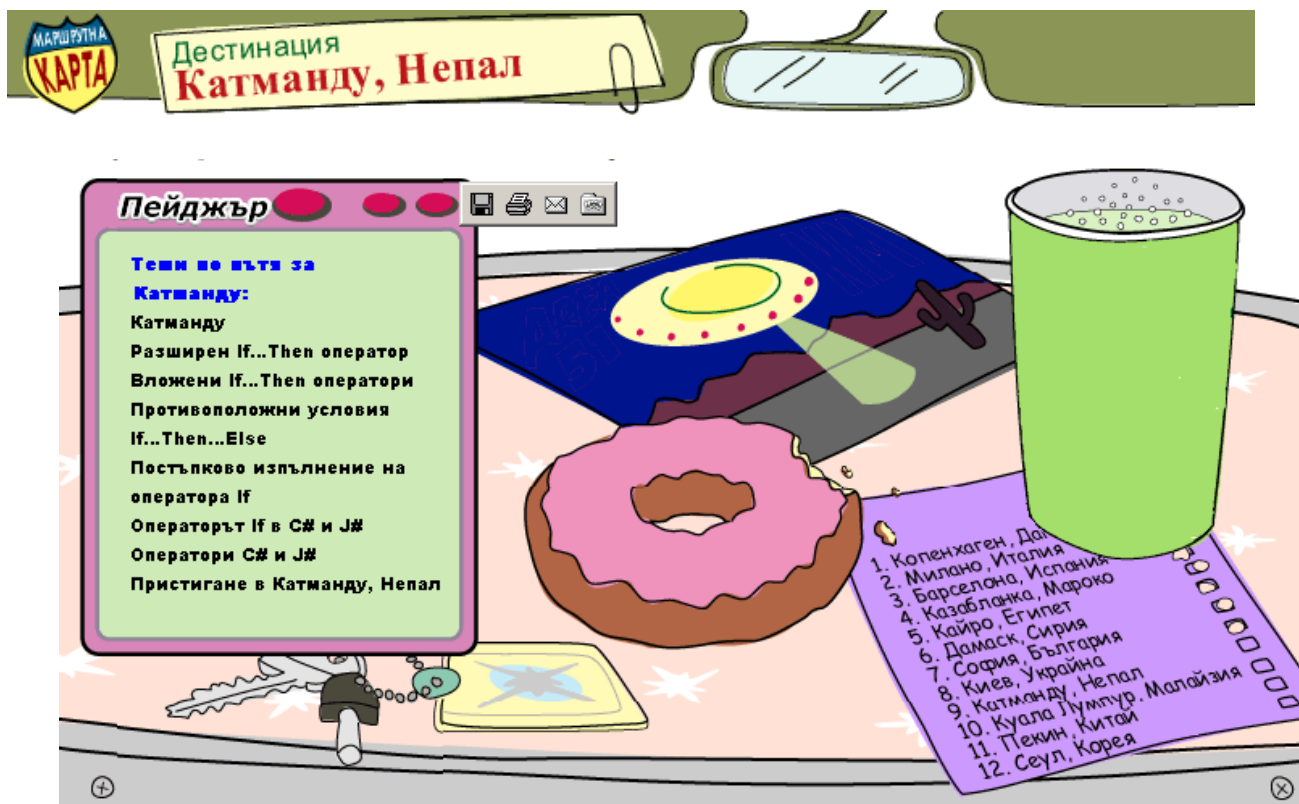 МАРШРУТНА
КАРТА
Дестинация
Катманду, Непал
Пейджър
Теми по пътя за
Катманду:
Катманду
Разширен If...Then оператор
Вложени If...Then оператори
Противоположни условия
If...Then...Else
Постъпково изпълнение на
оператора If
Операторът If в C# и J#
Оператори C# и J#
Пристигане в Катманду, Непал
1. Копенхаген,
2. Милано, Италия
3. Барселона, Испания
4. Казабланка, Мароко
5. Кайро, Египет
6. Дамаск, Сирия
7. София, България
8. Киев, Украйна
9. Катманду, Непал
10. Куала Лумпур, Малайзия
11. Пекин, Китай
12. Сеул, Корея